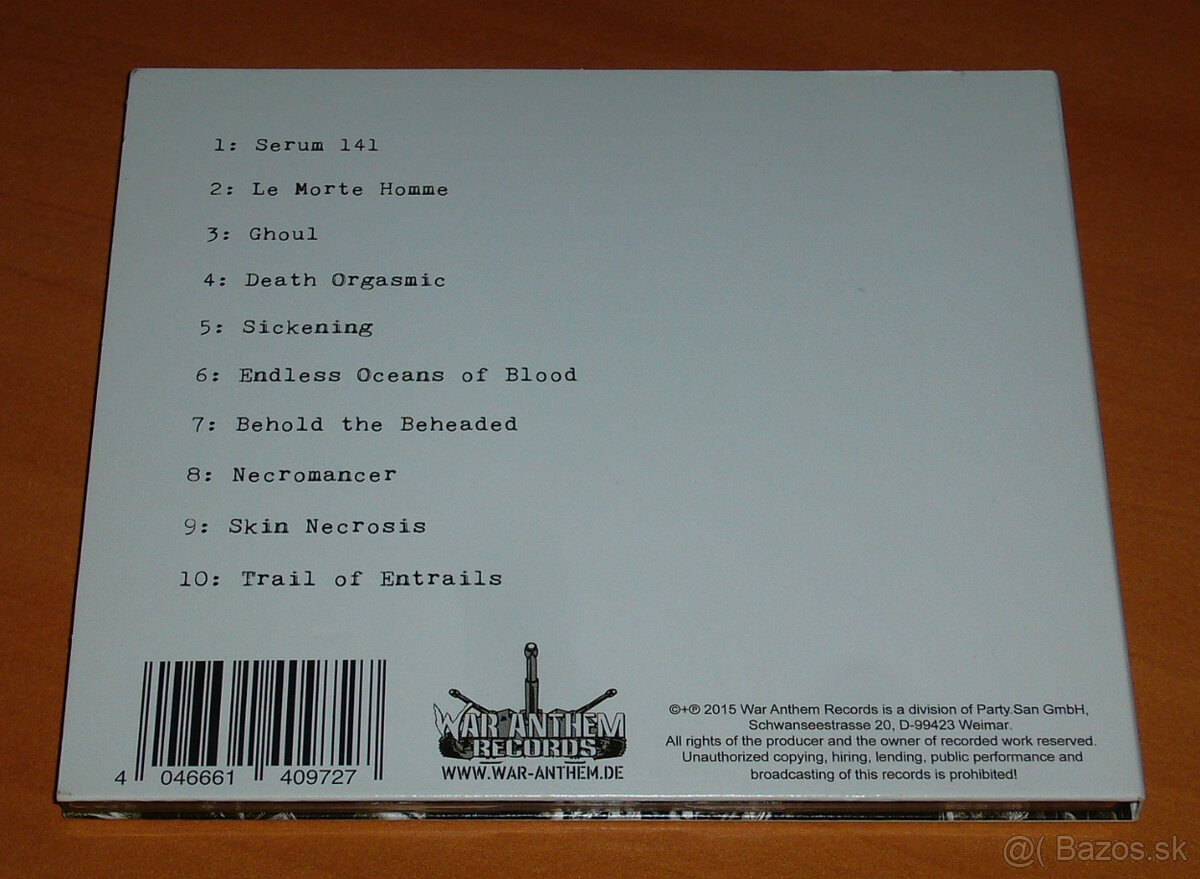 1: Serum 141
2: Le Morte Homme
3: Ghoul
4: Death Orgasmic
5: Sickening
6: Endless Oceans of Blood
7: Behold the Beheaded
8: Necromancer
9: Skin Necrosis
10: Trail of Entrails
4 046661 409727
WAR ANTHEM
RECORDS
WWW.WAR-ANTHEM.DE
©+℗ 2015 War Anthem Records is a division of Party.San GmbH,
Schwanseestrasse 20, D-99423 Weimar.
All rights of the producer and the owner of recorded work reserved.
Unauthorized copying, hiring, lending, public performance and
broadcasting of this records is prohibited!
@( Bazos.sk